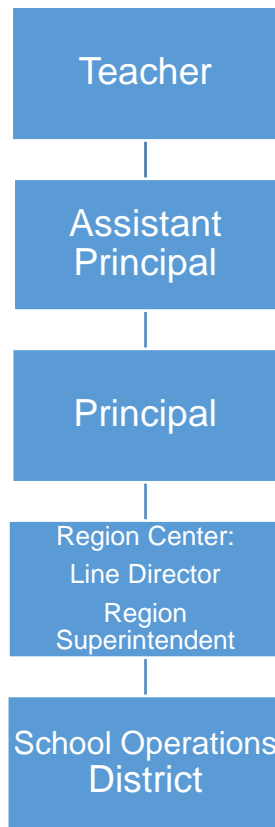 Teacher
Assistant
Principal
Principal
Region Center:
Line Director
Region
Superintendent
School Operations
District